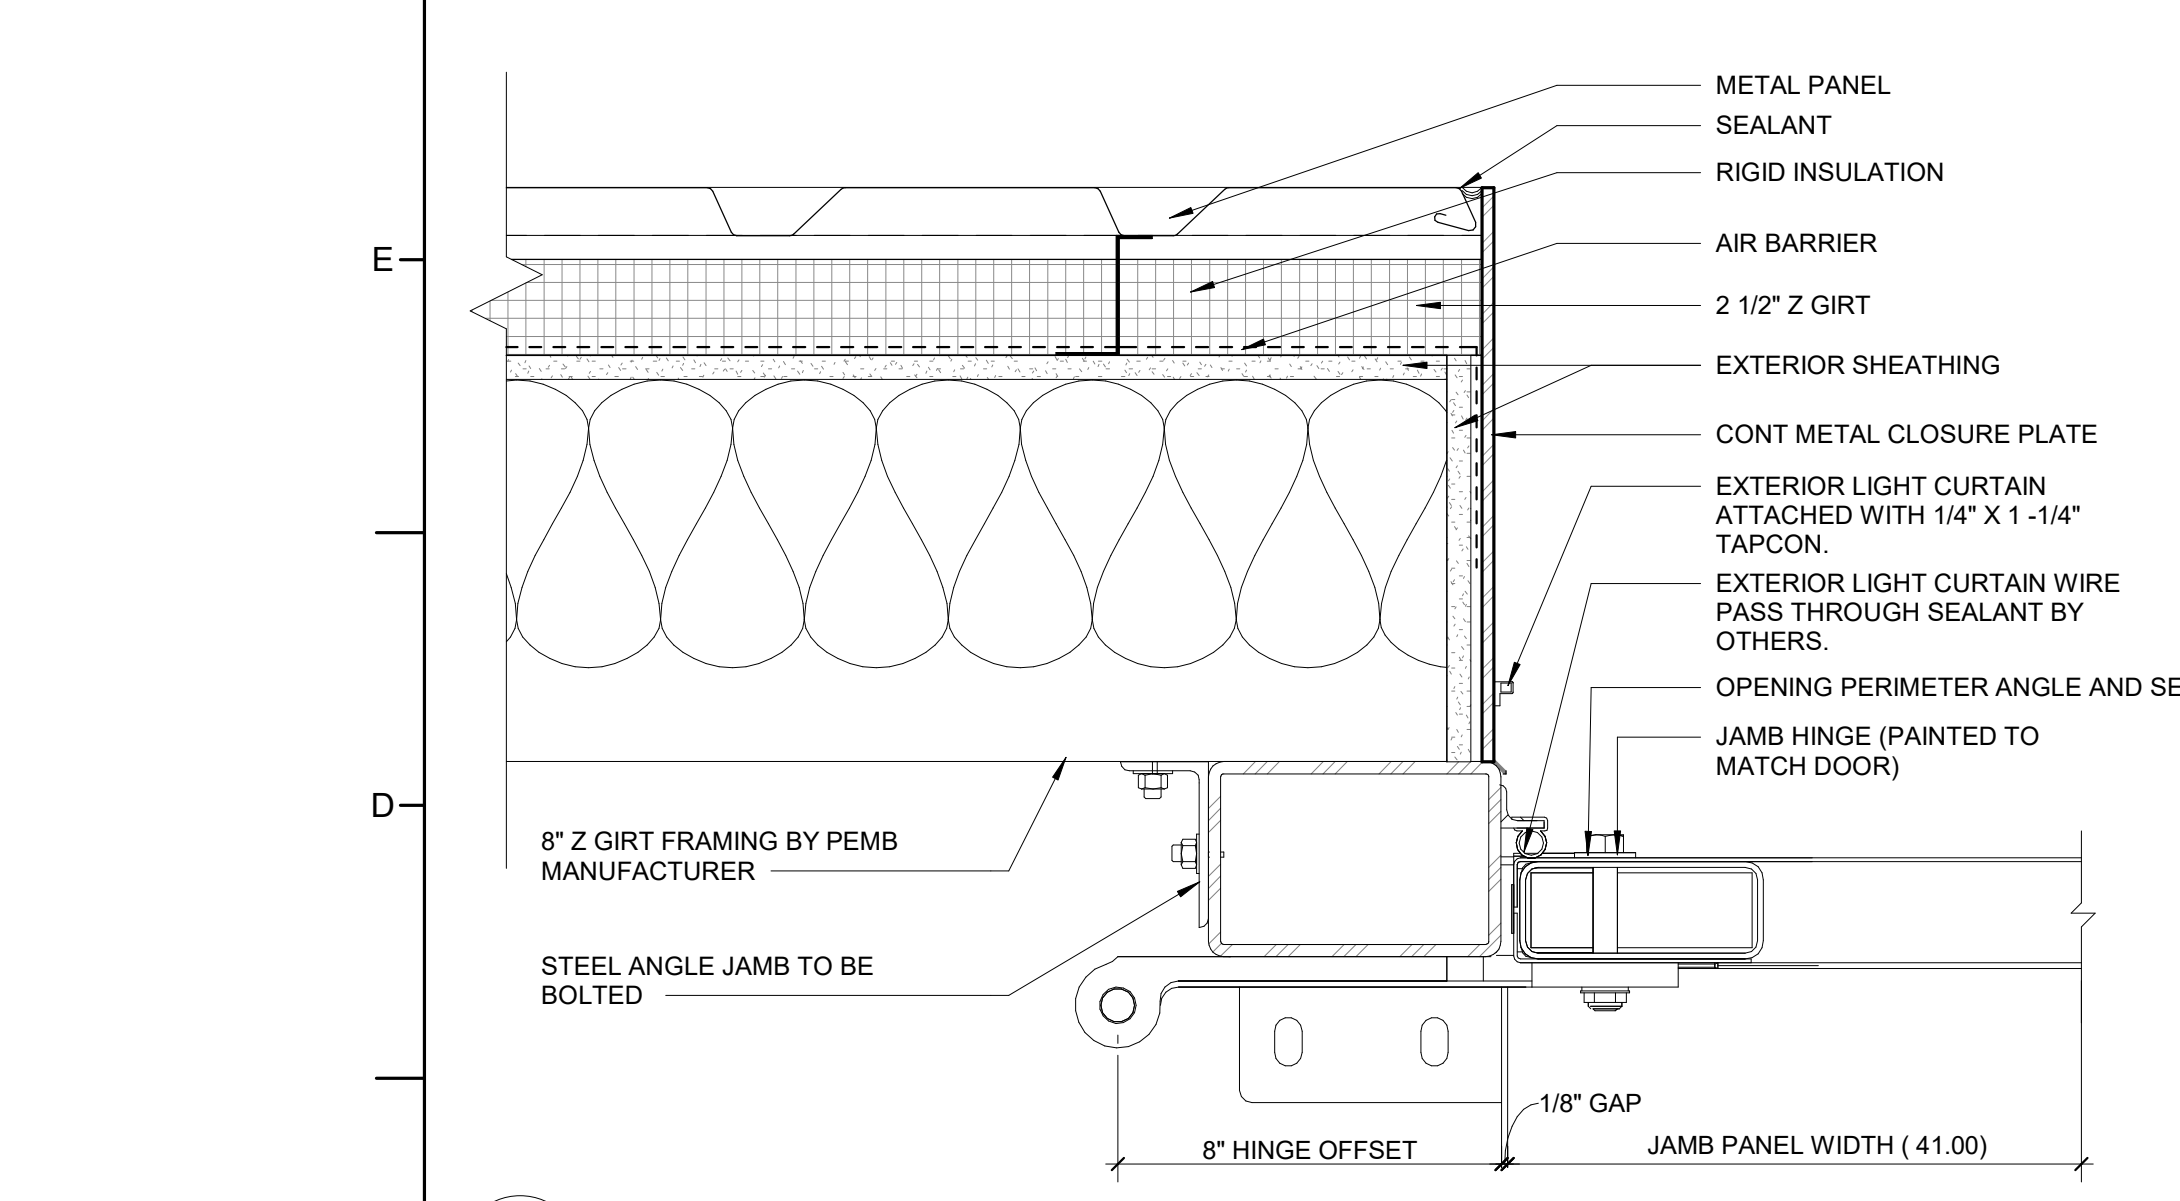 METAL PANEL
SEALANT
RIGID INSULATION
E
AIR BARRIER
2 1/2" Z GIRT
EXTERIOR SHEATHING
CONT METAL CLOSURE PLATE
EXTERIOR LIGHT CURTAIN
ATTACHED WITH 1/4" X 1 -1/4"
TAPCON.
EXTERIOR LIGHT CURTAIN WIRE
PASS THROUGH SEALANT BY
OTHERS.
OPENING PERIMETER ANGLE AND SE
JAMB HINGE (PAINTED TO
MATCH DOOR)
D
8" Z GIRT FRAMING BY PEMB
MANUFACTURER
STEEL ANGLE JAMB TO BE
BOLTED
1/8" GAP
8" HINGE OFFSET
JAMB PANEL WIDTH ( 41.00)